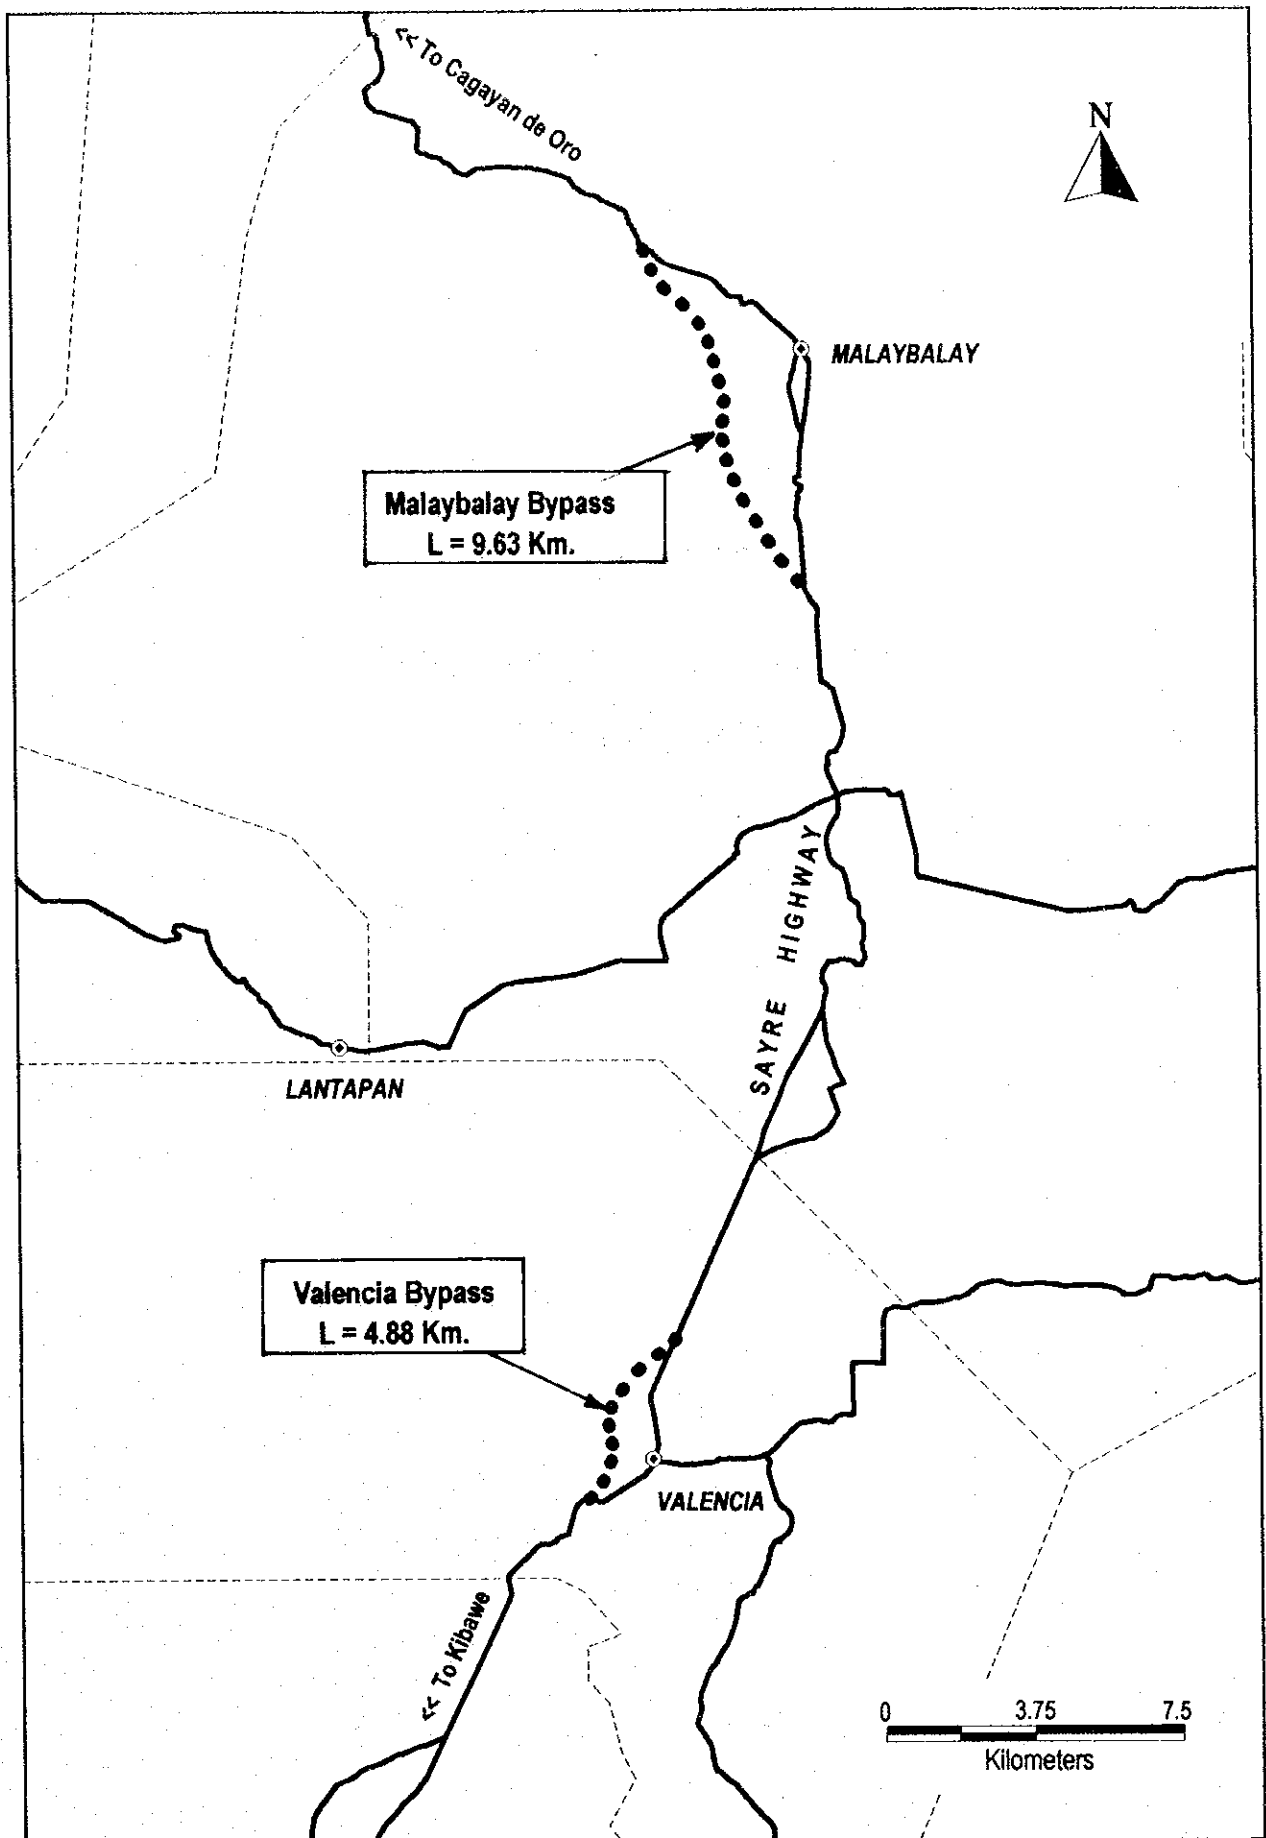 << To Cagayan de Oro
N
MALAYBALAY
Malaybalay Bypass
L = 9.63 Km.
SAYRE HIGHWAY
LANTAPAN
Valencia Bypass
L = 4.88 Km.
VALENCIA
<< To Kibawe
0 3.75 7.5
Kilometers